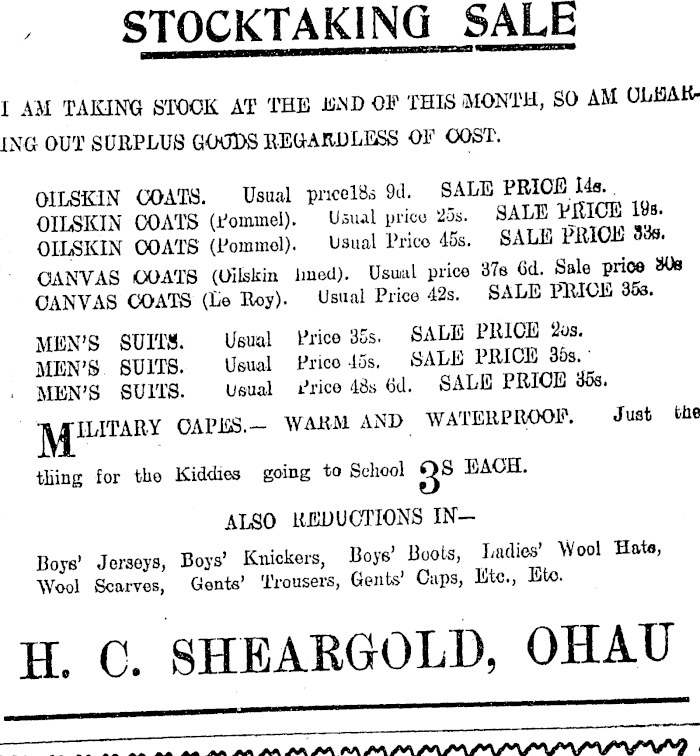 STOCKTAKING SALE
I AM TAKING STOCK AT THE END OF THIS MONTH, SO AM CLEAR-
ING OUT SURPLUS GOODS REGARDLESS OF COST.
OILSKIN COATS. Usual price 18s 9d. SALE PRICE 14s.
OILSKIN COATS (Pommel). Usual price 25s. SALE PRICE 19s.
OILSKIN COATS (Pommel). Usual Price 45s. SALE PRICE 33s.
CANVAS COATS (Oilskin lined). Usual price 37s 6d. Sale price 30s
CANVAS COATS (Le Roy). Usual Price 42s. SALE PRICE 35s.
MEN'S SUITS. Usual Price 35s. SALE PRICE
MEN'S SUITS. Usual Price 45s. SALE PRICE 35s.
MEN'S SUITS. Usual Price 48s 6d. SALE PRICE 35s.
MILITARY CAPES.— WARM AND WATERPROOF. Just the
thing for the Kiddies going to School 3S EACH.
ALSO REDUCTIONS IN—
Boys' Jerseys, Boys' Knickers, Boys' Boots, Ladies' Wool Hats,
Wool Scarves, Gents' Trousers, Gents' Caps, Etc., Etc.
H. C. SHEARGOLD, OHAU